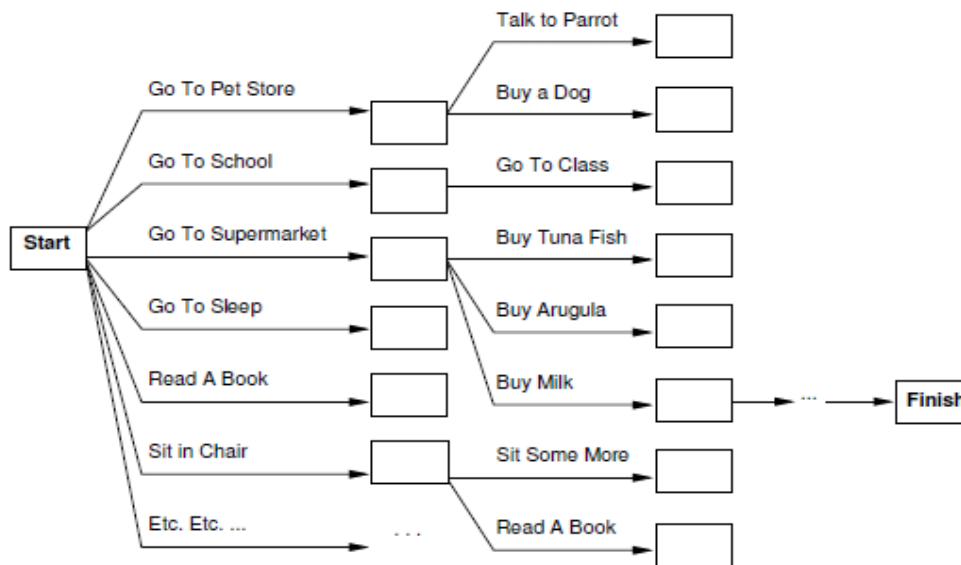 Talk to Parrot
Go To Pet Store
Buy a Dog
Go To School
Go To Class
Start
Go To Supermarket
Buy Tuna Fish
Go To Sleep
Buy Arugula
Read A Book
Buy Milk
...
Finish
Sit in Chair
Sit Some More
Etc. Etc. ...
. . .
Read A Book